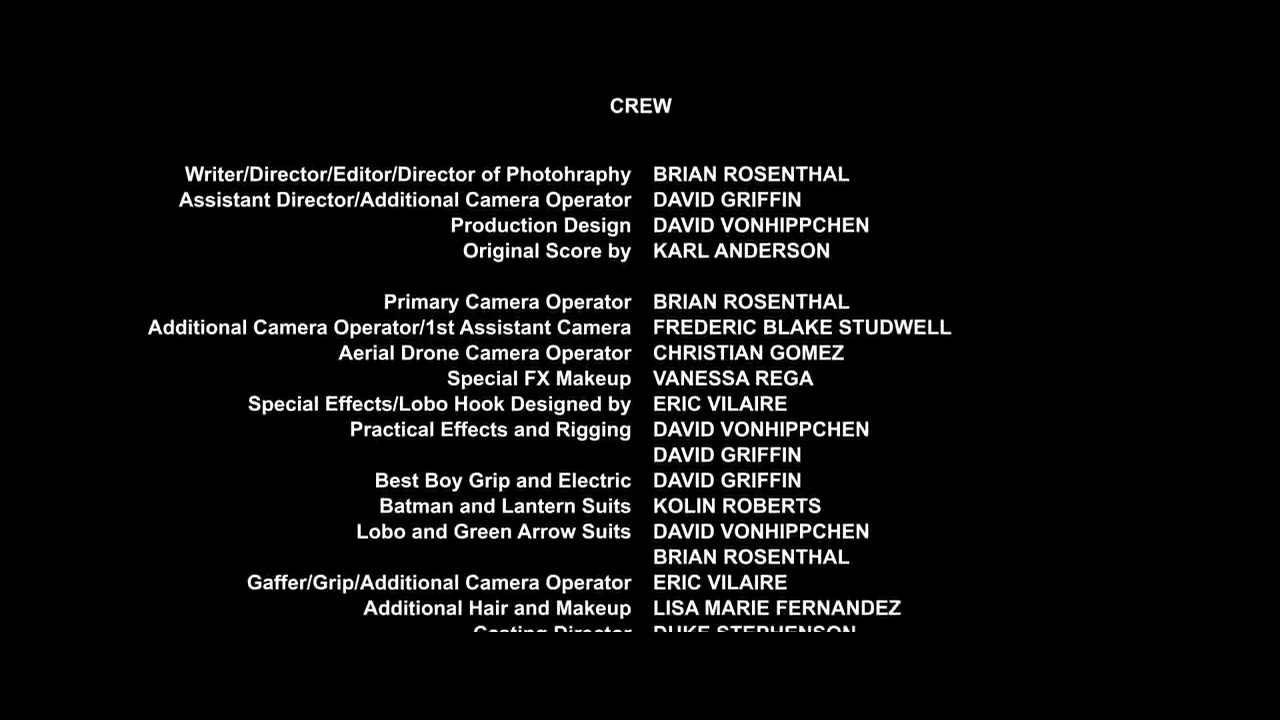 CREW
Writer/Director/Editor/Director of Photohraphy BRIAN ROSENTHAL
Assistant Director/Additional Camera Operator DAVID GRIFFIN
Production Design DAVID VONHIPPCHEN
Original Score by KARL ANDERSON
Primary Camera Operator BRIAN ROSENTHAL
Additional Camera Operator/1st Assistant Camera FREDERIC BLAKE STUDWELL
Aerial Drone Camera Operator CHRISTIAN GOMEZ
Special FX Makeup VANESSA REGA
Special Effects/Lobo Hook Designed by ERIC VILAIRE
Practical Effects and Rigging DAVID VONHIPPCHEN
DAVID GRIFFIN
Best Boy Grip and Electric DAVID GRIFFIN
Batman and Lantern Suits KOLIN ROBERTS
Lobo and Green Arrow Suits DAVID VONHIPPCHEN
BRIAN ROSENTHAL
Gaffer/Grip/Additional Camera Operator ERIC VILAIRE
Additional Hair and Makeup LISA MARIE FERNANDEZ
Casting Director DUKE STEPHENSON